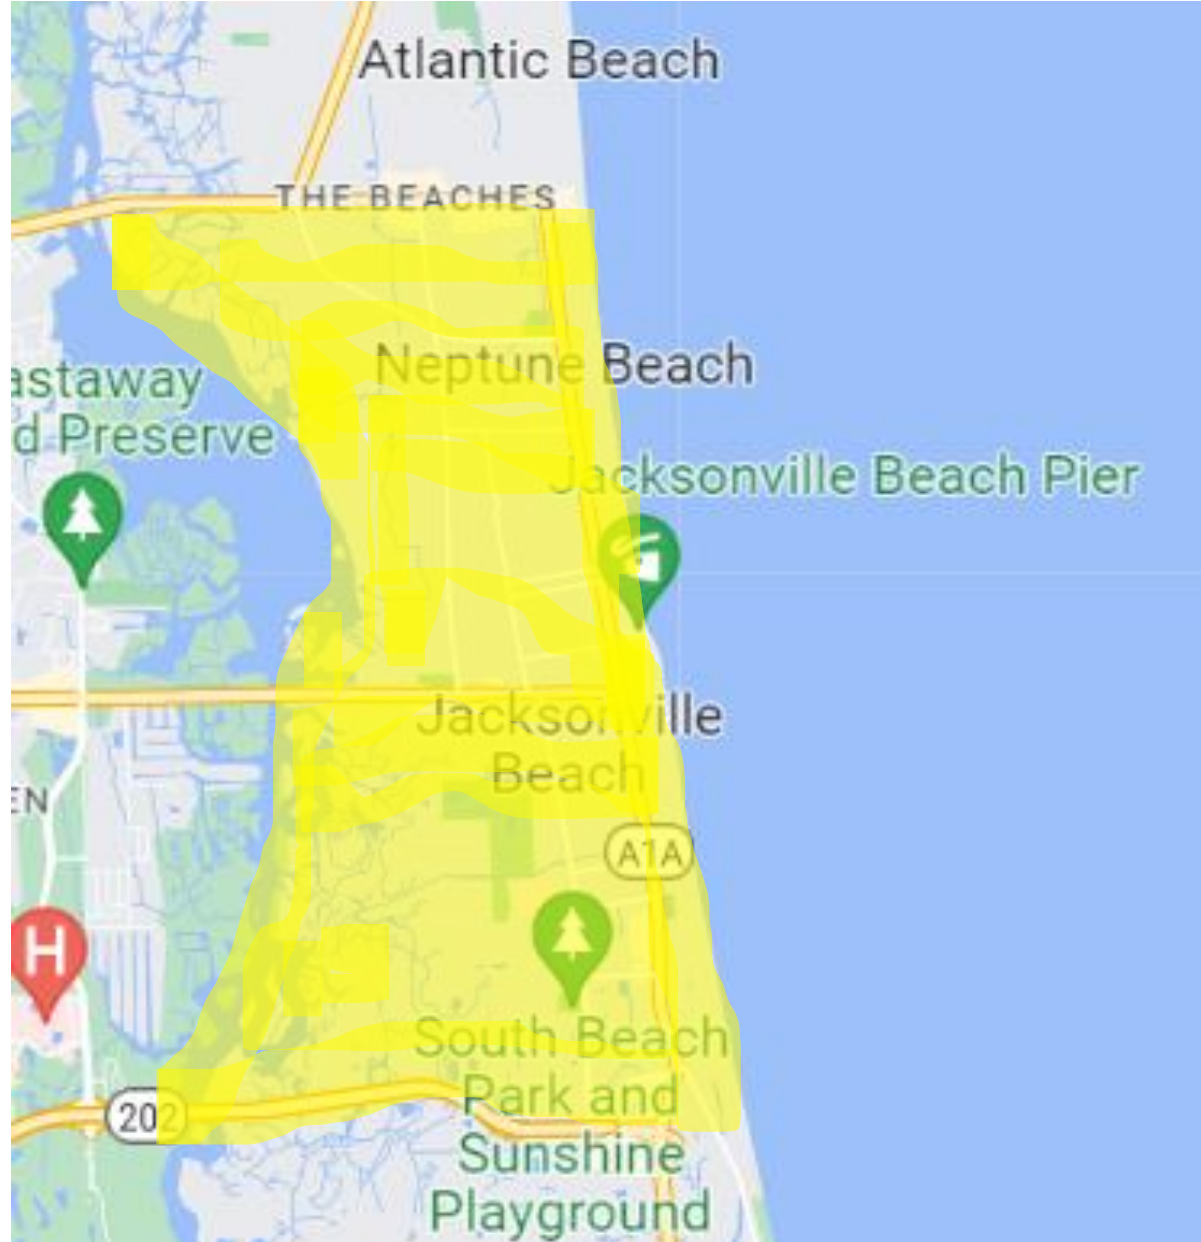 Atlantic Beach
THE BEACHES
Neptune Beach
astaway
d Preserve
Jacksonville Beach Pier
Jacksonville
Beach
EN
A1A
H
South Beach
Park and
Sunshine
Playground
202